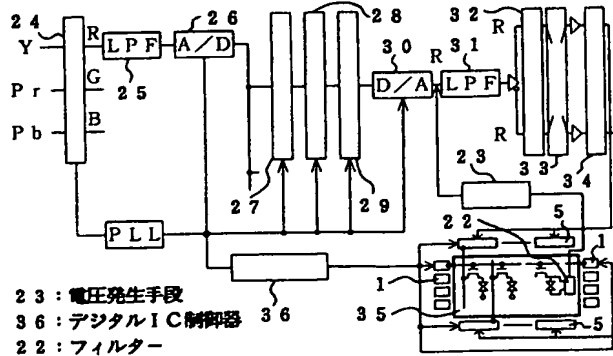 24
Y
Pr
Pb
R
G
B
LPF
25
A/D
26
27
28
29
30
D/A
R
31
LPF
R
R
32
33
34
23
22
5
1
1
5
35
PLL
36
23：電圧発生手段
36：デジタルIC制御器
22：フィルター